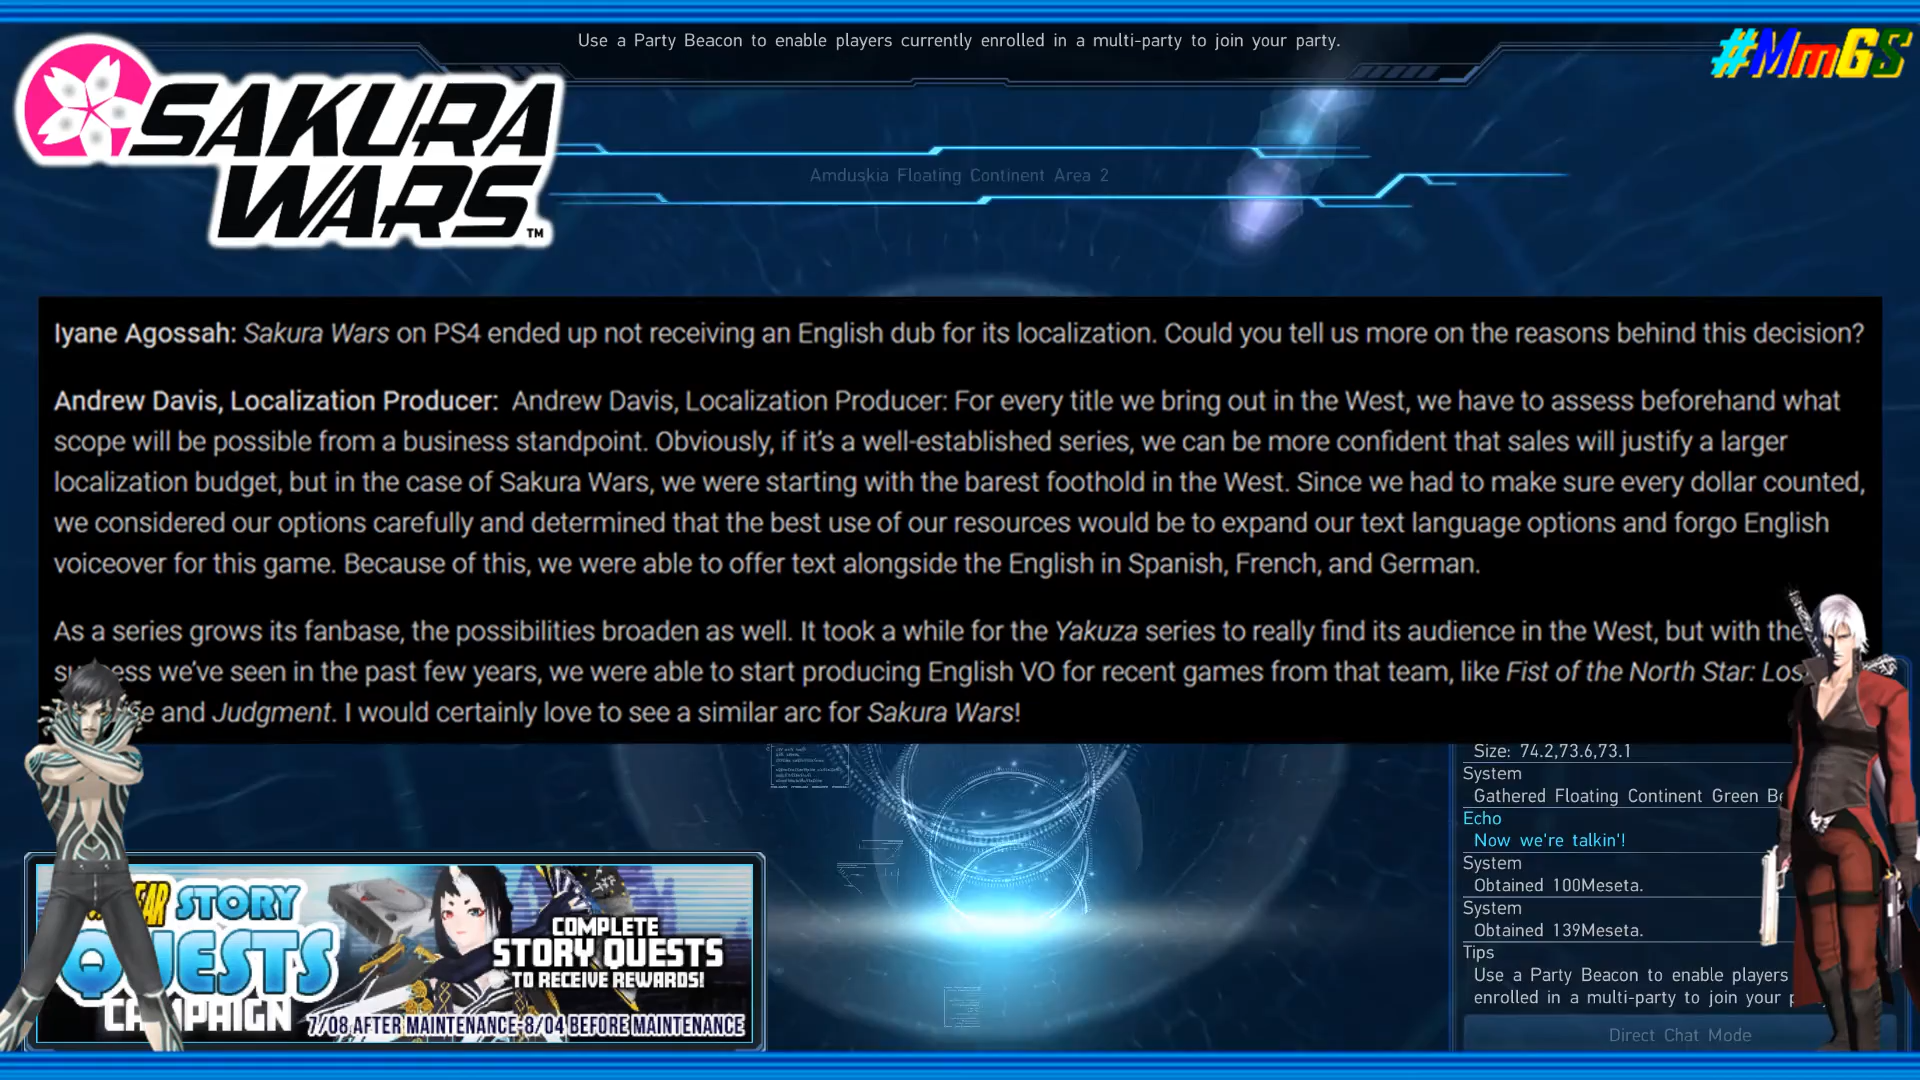 Use a Party Beacon to enable players currently enrolled in a multi-party to join your party.
#MmGS
SAKURA
WARS™
Amduskia Floating Continent Area 2
Iyane Agossah: Sakura Wars on PS4 ended up not receiving an English dub for its localization. Could you tell us more on the reasons behind this decision?
Andrew Davis, Localization Producer: Andrew Davis, Localization Producer: For every title we bring out in the West, we have to assess beforehand what
scope will be possible from a business standpoint. Obviously, if it's a well-established series, we can be more confident that sales will justify a larger
localization budget, but in the case of Sakura Wars, we were starting with the barest foothold in the West. Since we had to make sure every dollar counted,
we considered our options carefully and determined that the best use of our resources would be to expand our text language options and forgo English
voiceover for this game. Because of this, we were able to offer text alongside the English in Spanish, French, and German.
As a series grows its fanbase, the possibilities broaden as well. It took a while for the Yakuza series to really find its audience in the West, but with the
we've seen in the past few years, we were able to start producing English VO for recent games from that team, like Fist of the North Star:
and Judgment. I would certainly love to see a similar arc for Sakura Wars!
Size: 74.2,73.6,73.1
System
Gathered Floating Continent Green
Echo
Now we're talkin'!
System
Obtained 100Meseta.
System
Obtained 139Meseta.
Tips
Use a Party Beacon to enable players
enrolled in a multi-party to join your
Direct Chat Mode
STORY
QUESTS
CAMPAIGN
COMPLETE
STORY QUESTS
TO RECEIVE REWARDS!
7/08 AFTER MAINTENANCE-8/04 BEFORE MAINTENANCE